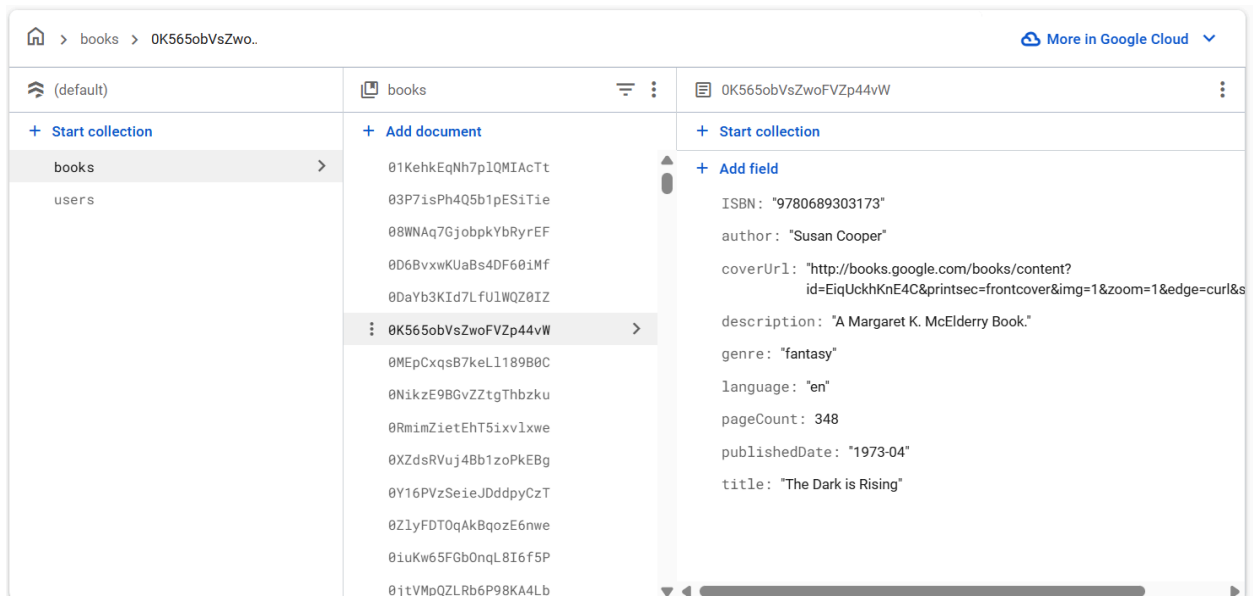 books
0K565obVsZwo..
More in Google Cloud
(default)
Start collection
books
users
books
Add document
01KehkEqNh7plQMIAcTt
03P7isPh4Q5b1pESiTie
08WNAq7GjobpkYbRyrEF
0D6BvxwKUaBs4DF60iMf
0DaYb3KId7LfUlWQZ0IZ
0K565obVsZwoFVZp44vW
0MEpCxqsB7keLl189B0C
0NikzE9BGvZZtgThbzku
0RmimZietEhT5ixvlxwe
0XZdsRVuj4Bb1zoPkEBg
0Y16PVzSeieJDddpyCzT
0ZlyFDTOqAkBqozE6nwe
0iuKw65FGbOnqL8I6f5P
0jtVMpQZLRb6P98KA4Lb
0K565obVsZwoFVZp44vW
Start collection
Add field
ISBN: "9780689303173"
author: "Susan Cooper"
coverUrl: "http://books.google.com/books/content?
id=EiqUckhKnE4C&printsec=frontcover&img=1&zoom=1&edge=curl&s
description: "A Margaret K. McElderry Book."
genre: "fantasy"
language: "en"
pageCount: 348
publishedDate: "1973-04"
title: "The Dark is Rising"